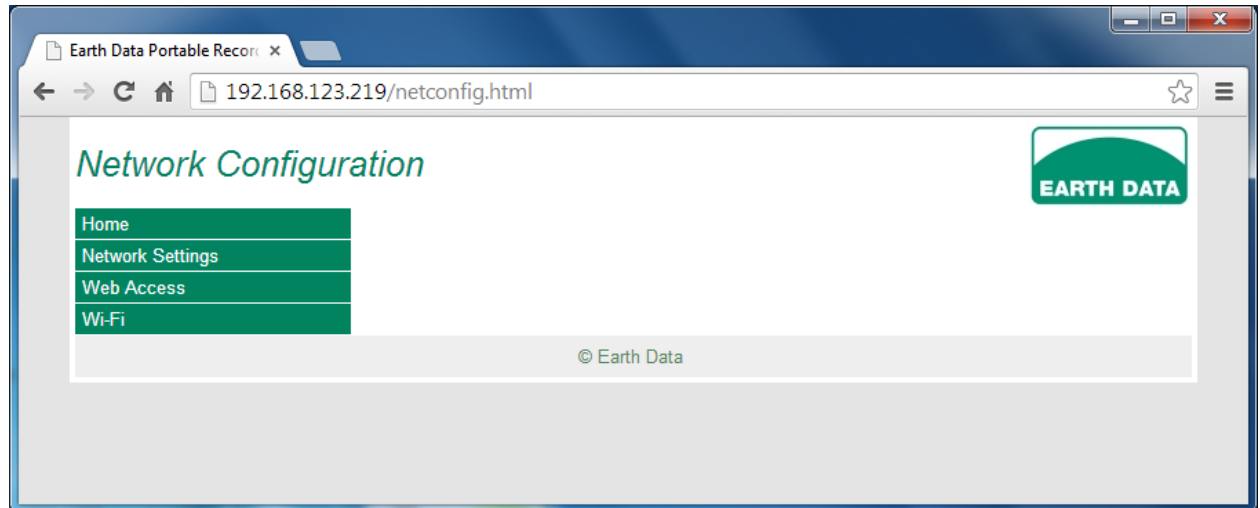 Earth Data Portable Recor
192.168.123.219/netconfig.html
Network Configuration
EARTH DATA
Home
Network Settings
Web Access
Wi-Fi
© Earth Data